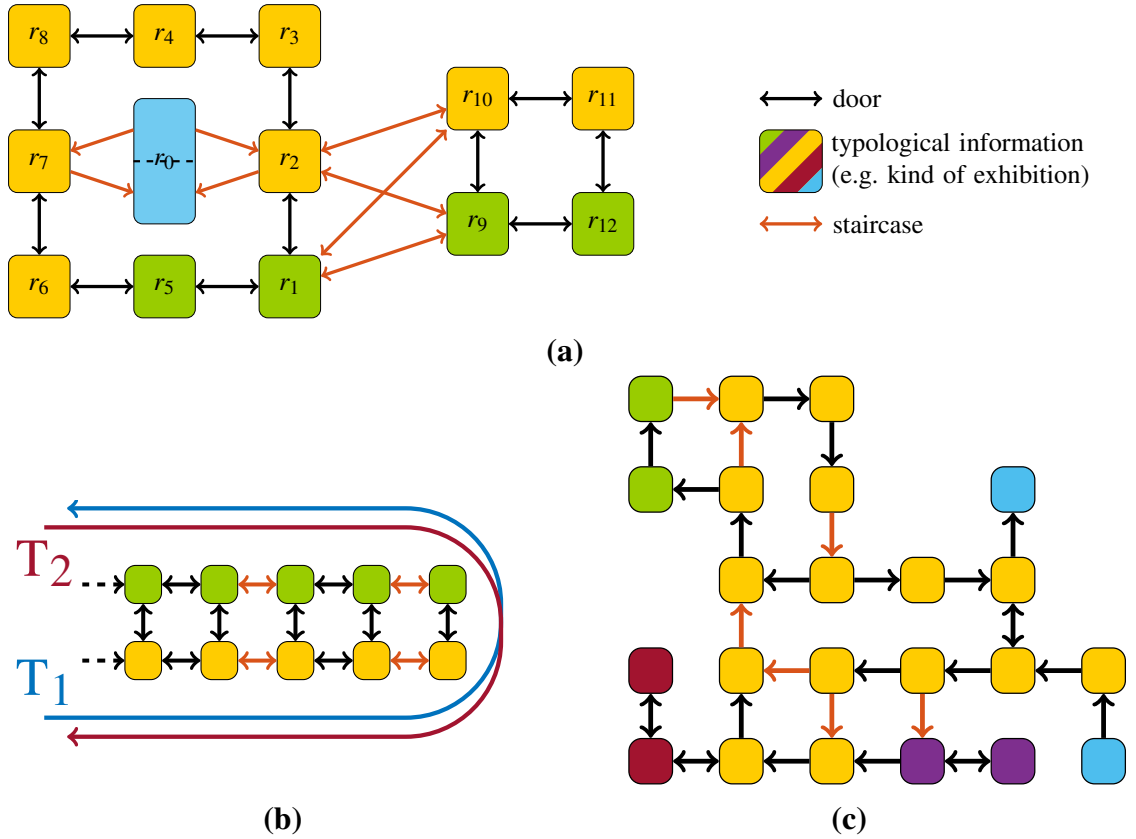 r8 r4 r3
r10 r11
door
r7 r0 r2
typological information
(e.g. kind of exhibition)
r9 r12
staircase
r6 r5 r1
(a)
T2
T1
(b)
(c)